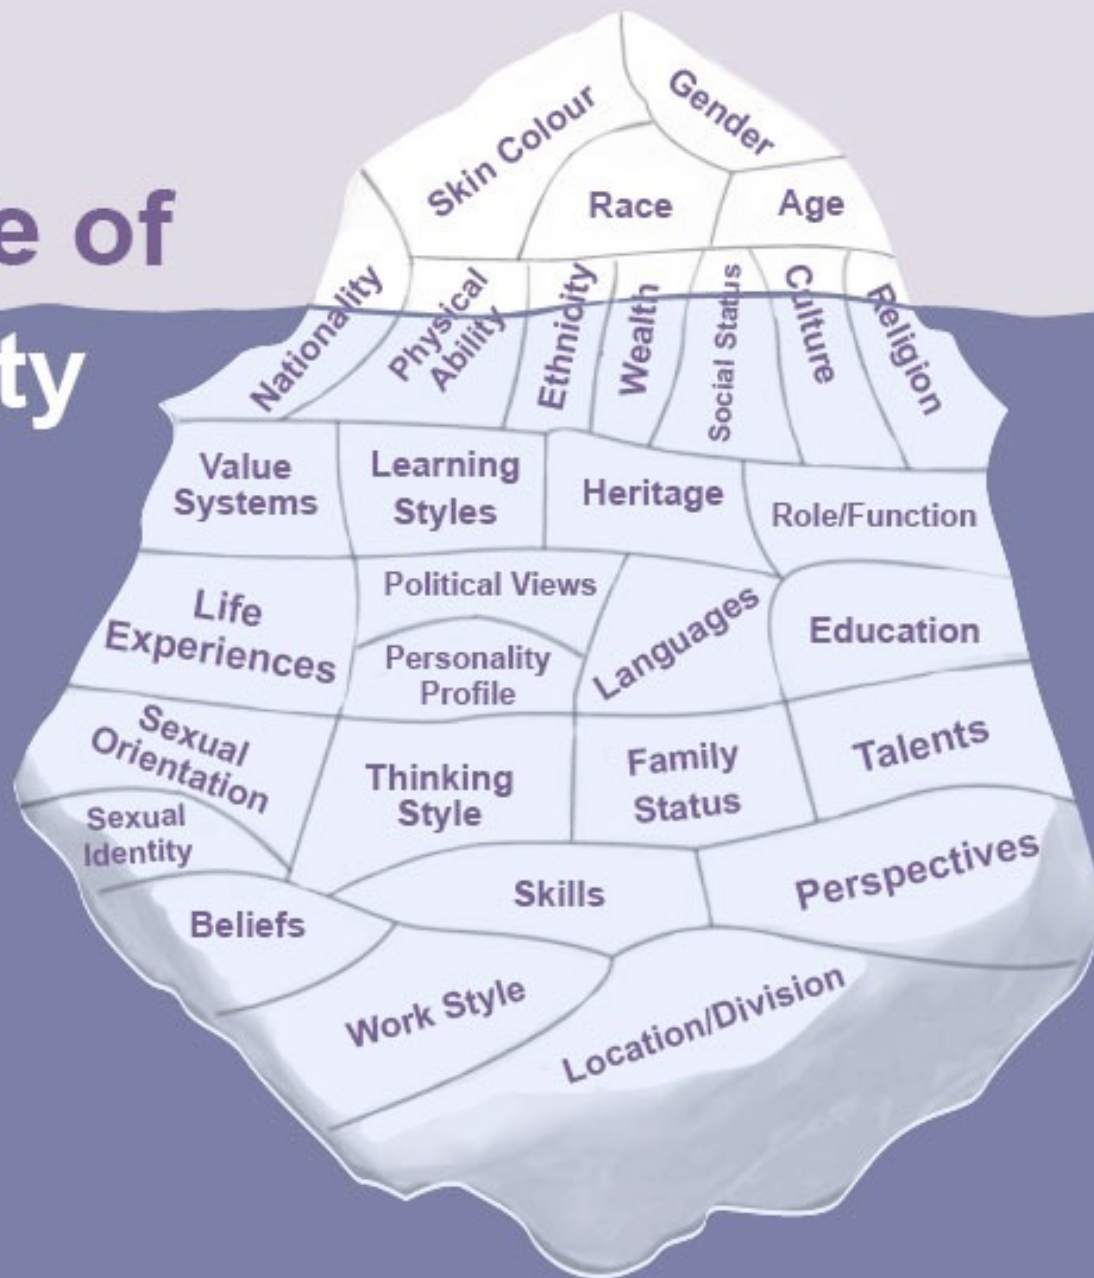 e of
ty
Skin Colour
Gender
Race
Age
Nationality
Physical
Ability
Ethnicity
Wealth
Social Status
Culture
Religion
Value
Systems
Learning
Styles
Heritage
Role/Function
Life
Experiences
Political Views
Personality
Profile
Languages
Education
Sexual
Orientation
Sexual
Identity
Thinking
Style
Family
Status
Talents
Beliefs
Skills
Perspectives
Work Style
Location/Division